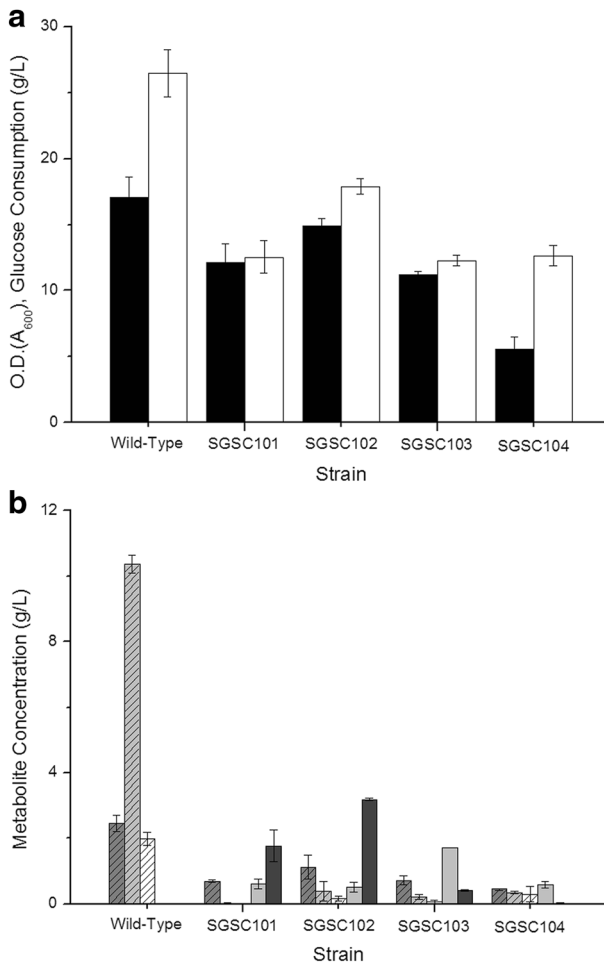 a
O.D.(A600), Glucose Consumption (g/L)
30
20
10
0
Wild-Type SGSC101 SGSC102 SGSC103 SGSC104
Strain
b
Metabolite Concentration (g/L)
12
8
4
0
Wild-Type SGSC101 SGSC102 SGSC103 SGSC104
Strain